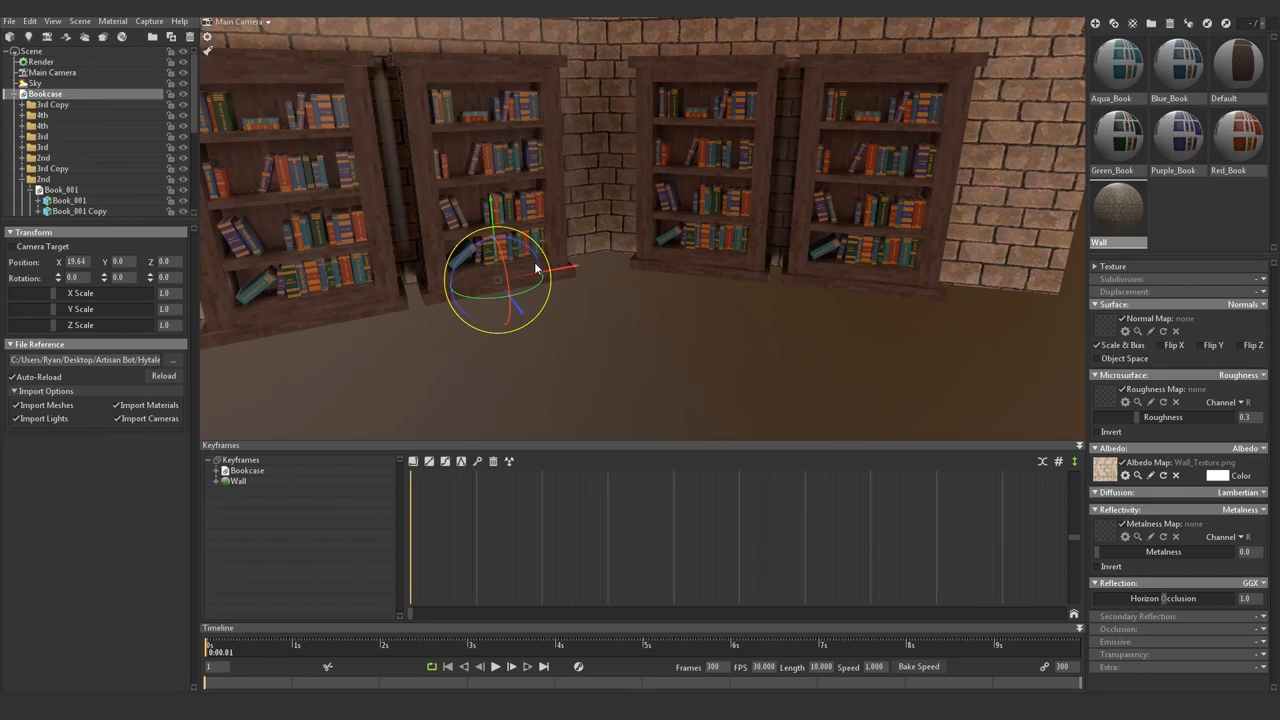 File Edit View Scene Material Capture Help
Main Camera
Scene
Render
Main Camera
Sky
Bookcase
3rd Copy
4th
4th
3rd
3rd
2nd
3rd Copy
2nd
Book_001
Book_001
Book_001 Copy
Transform
Camera Target
Position: X 19.64 Y 0.0 Z 0.0
Rotation: 0.0 0.0 0.0
X Scale 1.0
Y Scale 1.0
Z Scale 1.0
File Reference
C:/Users/Ryan/Desktop/Artisan Bot/Hytale ...
Auto-Reload Reload
Import Options
Import Meshes Import Materials
Import Lights Import Cameras
Keyframes
Keyframes
Bookcase
Wall
Timeline
0s 1s 2s 3s 4s 5s 6s 7s 8s 9s
0:00.01
1 Frames 300 FPS 30.000 Length 10.000 Speed 1.000 Bake Speed 300
Aqua_Book Blue_Book Default
Green_Book Purple_Book Red_Book
Wall
Texture
Subdivision:
Displacement:
Surface: Normals
Normal Map: none
Scale & Bias Flip X Flip Y Flip Z
Object Space
Microsurface: Roughness
Roughness Map: none
Channel R
Roughness 0.3
Invert
Albedo: Albedo
Albedo Map: Wall_Texture.png
Color
Diffusion: Lambertian
Reflectivity: Metalness
Metalness Map: none
Channel R
Metalness 0.0
Invert
Reflection: GGX
Horizon Occlusion 1.0
Secondary Reflection:
Occlusion:
Emissive:
Transparency:
Extra: